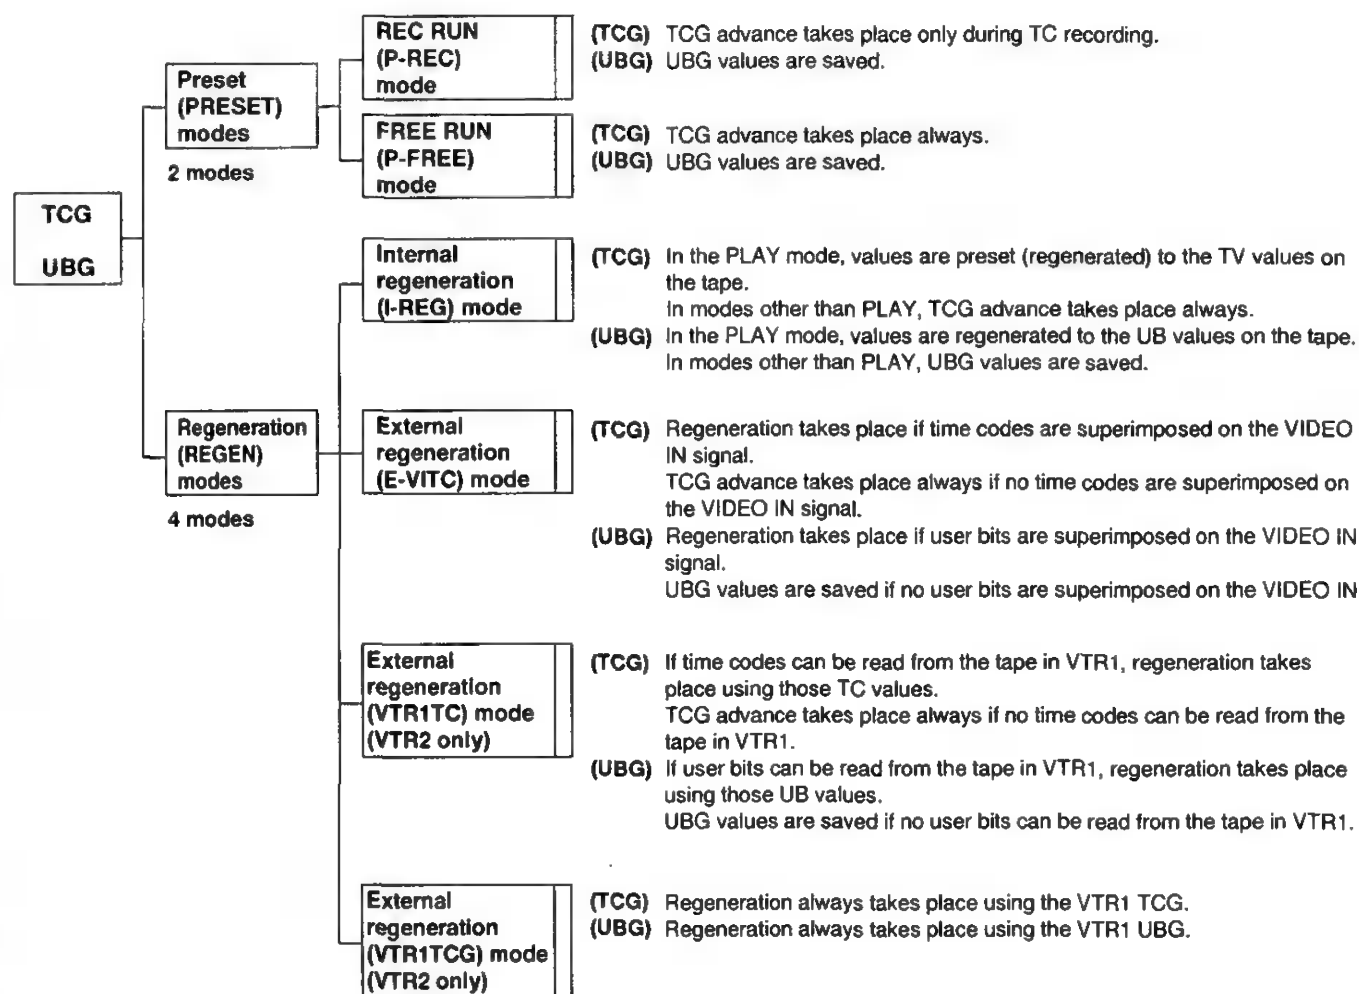 TCG
UBG
Preset
(PRESET)
modes
2 modes
REC RUN
(P-REC)
mode
(TCG) TCG advance takes place only during TC recording.
(UBG) UBG values are saved.
FREE RUN
(P-FREE)
mode
(TCG) TCG advance takes place always.
(UBG) UBG values are saved.
Regeneration
(REGEN)
modes
4 modes
Internal
regeneration
(I-REG) mode
(TCG) In the PLAY mode, values are preset (regenerated) to the TV values on
the tape.
In modes other than PLAY, TCG advance takes place always.
(UBG) In the PLAY mode, values are regenerated to the UB values on the tape.
In modes other than PLAY, UBG values are saved.
External
regeneration
(E-VITC) mode
(TCG) Regeneration takes place if time codes are superimposed on the VIDEO
IN signal.
TCG advance takes place always if no time codes are superimposed on
the VIDEO IN signal.
(UBG) Regeneration takes place if user bits are superimposed on the VIDEO IN
signal.
UBG values are saved if no user bits are superimposed on the VIDEO IN
External
regeneration
(VTR1TC) mode
(VTR2 only)
(TCG) If time codes can be read from the tape in VTR1, regeneration takes
place using those TC values.
TCG advance takes place always if no time codes can be read from the
tape in VTR1.
(UBG) If user bits can be read from the tape in VTR1, regeneration takes place
using those UB values.
UBG values are saved if no user bits can be read from the tape in VTR1.
External
regeneration
(VTR1TCG) mode
(VTR2 only)
(TCG) Regeneration always takes place using the VTR1 TCG.
(UBG) Regeneration always takes place using the VTR1 UBG.